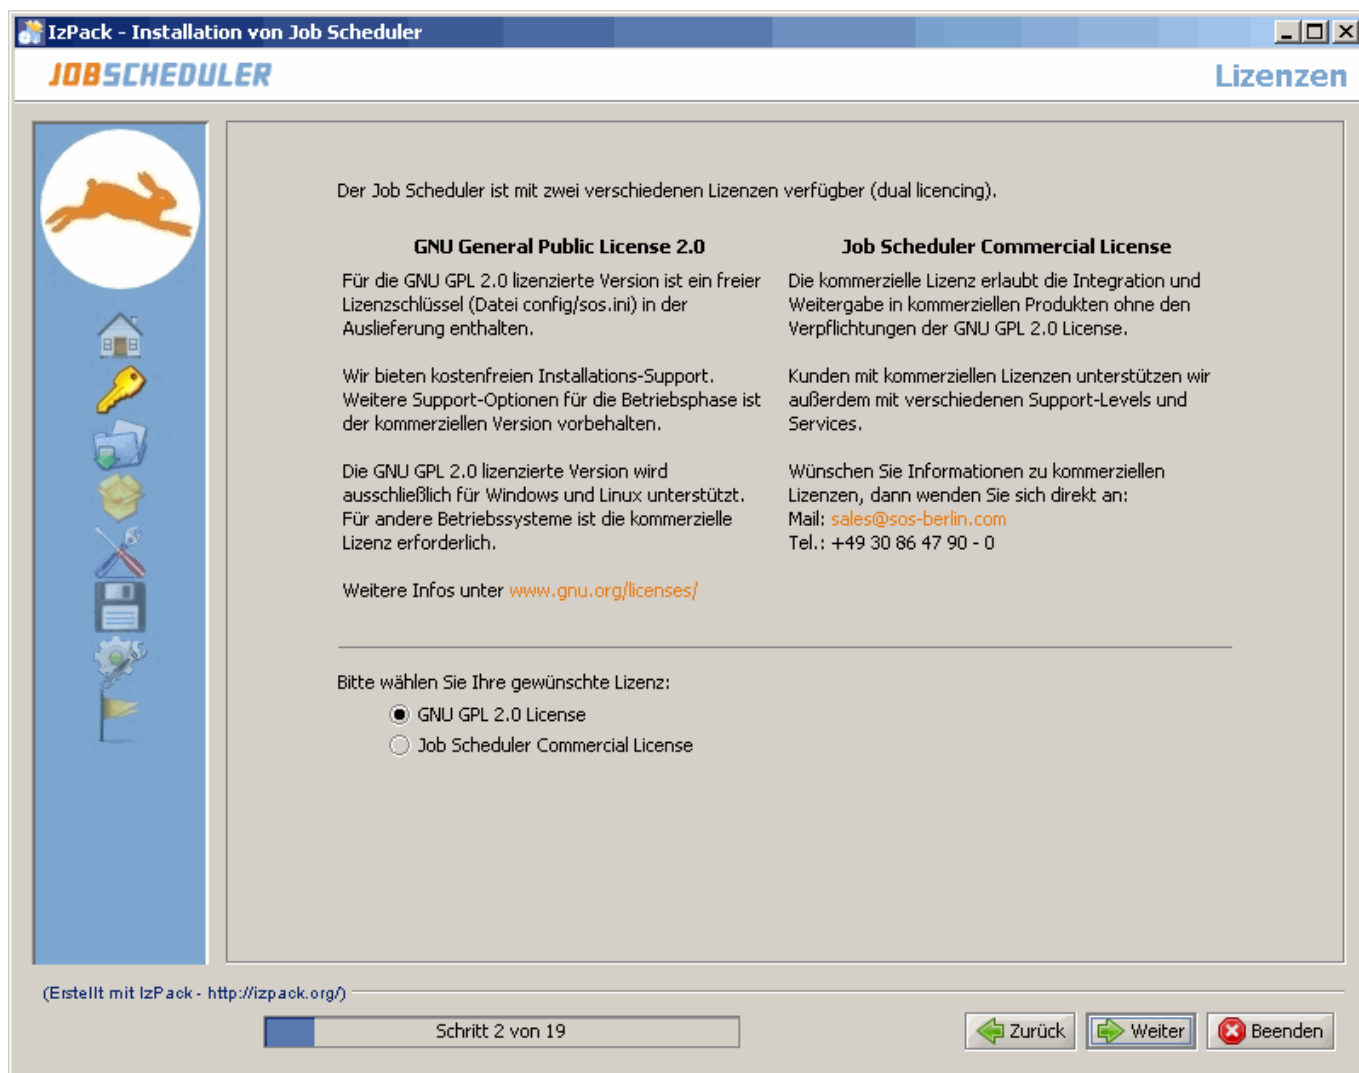 IzPack - Installation von Job Scheduler
JOBSCHEDULER
Lizenzen
Der Job Scheduler ist mit zwei verschiedenen Lizenzen verfügber (dual licencing).
GNU General Public License 2.0
Für die GNU GPL 2.0 lizenzierte Version ist ein freier
Lizenzschlüssel (Datei config/sos.ini) in der
Auslieferung enthalten.
Wir bieten kostenfreien Installations-Support.
Weitere Support-Optionen für die Betriebsphase ist
der kommerziellen Version vorbehalten.
Die GNU GPL 2.0 lizenzierte Version wird
ausschließlich für Windows und Linux unterstützt.
Für andere Betriebssysteme ist die kommerzielle
Lizenz erforderlich.
Weitere Infos unter www.gnu.org/licenses/
Job Scheduler Commercial License
Die kommerzielle Lizenz erlaubt die Integration und
Weitergabe in kommerziellen Produkten ohne den
Verpflichtungen der GNU GPL 2.0 License.
Kunden mit kommerziellen Lizenzen unterstützen wir
außerdem mit verschiedenen Support-Levels und
Services.
Wünschen Sie Informationen zu kommerziellen
Lizenzen, dann wenden Sie sich direkt an:
Mail: sales@sos-berlin.com
Tel.: +49 30 86 47 90 - 0
Bitte wählen Sie Ihre gewünschte Lizenz:
GNU GPL 2.0 License
Job Scheduler Commercial License
(Erstellt mit IzPack - http://izpack.org/)
Schritt 2 von 19
Zurück
Weiter
Beenden